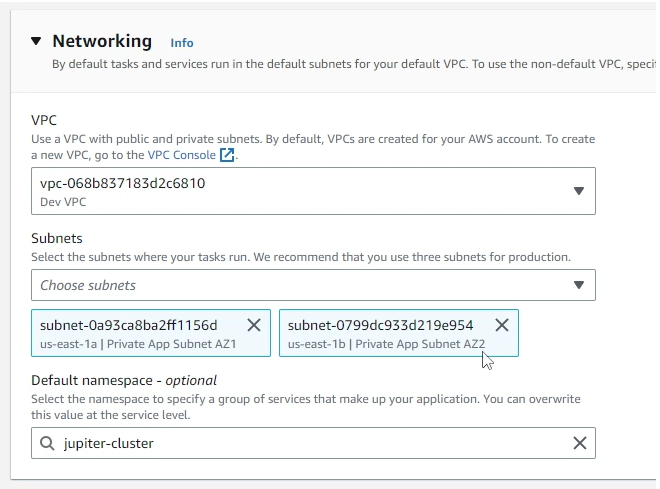 Networking Info
By default tasks and services run in the default subnets for your default VPC. To use the non-default VPC,
VPC
Use a VPC with public and private subnets. By default, VPCs are created for your AWS account. To create
a new VPC, go to the VPC Console.
vpc-068b837183d2c6810
Dev VPC
Subnets
Select the subnets where your tasks run. We recommend that you use three subnets for production.
Choose subnets
subnet-0a93ca8ba2ff1156d subnet-0799dc933d219e954
us-east-1a | Private App Subnet AZ1 us-east-1b | Private App Subnet AZ2
Default namespace - optional
Select the namespace to specify a group of services that make up your application. You can overwrite
this value at the service level.
jupiter-cluster